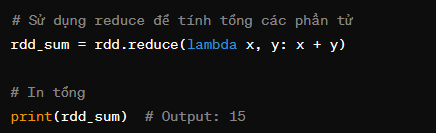 # Sử dụng reduce để tính tổng các phần tử
rdd_sum = rdd.reduce(lambda x, y: x + y)
# In tổng
print(rdd_sum)  # Output: 15